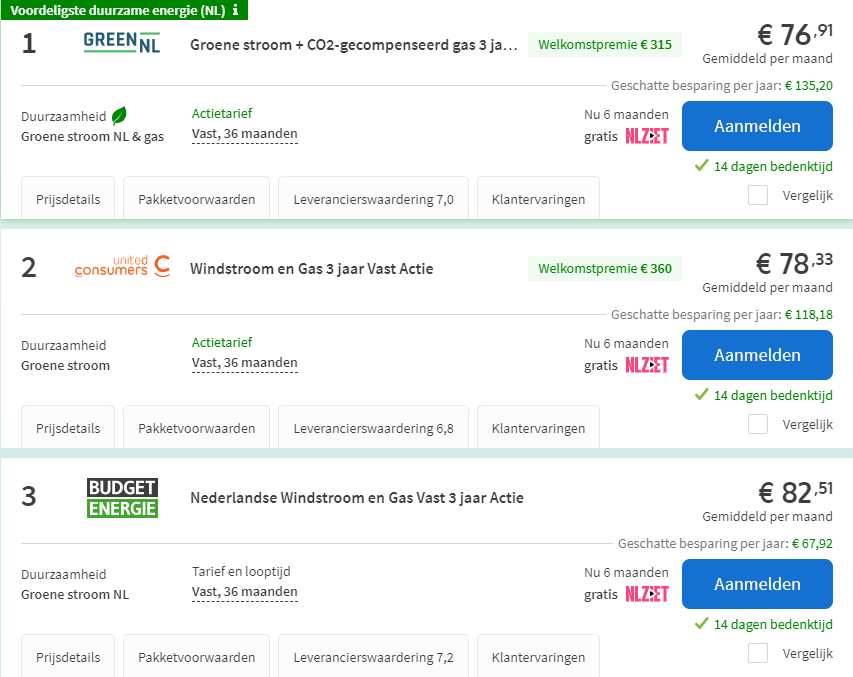 Voordeligste duurzame energie (NL) i
1
GREEN NL
Groene stroom + CO2-gecompenseerd gas 3 ja...
Welkomstpremie € 315
€ 76,91
Gemiddeld per maand
Geschatte besparing per jaar: € 135,20
Duurzaamheid
Groene stroom NL & gas
Actietarief
Vast, 36 maanden
Nu 6 maanden
gratis NLZIET
Aanmelden
14 dagen bedenktijd
Vergelijk
Prijsdetails
Pakketvoorwaarden
Leverancierswaardering 7,0
Klantervaringen
2
united
consumers
Windstroom en Gas 3 jaar Vast Actie
Welkomstpremie € 360
€ 78,33
Gemiddeld per maand
Geschatte besparing per jaar: € 118,18
Duurzaamheid
Groene stroom
Actietarief
Vast, 36 maanden
Nu 6 maanden
gratis NLZIET
Aanmelden
14 dagen bedenktijd
Vergelijk
Prijsdetails
Pakketvoorwaarden
Leverancierswaardering 6,8
Klantervaringen
3
BUDGET
ENERGIE
Nederlandse Windstroom en Gas Vast 3 jaar Actie
€ 82,51
Gemiddeld per maand
Geschatte besparing per jaar: € 67,92
Duurzaamheid
Groene stroom NL
Tarief en looptijd
Vast, 36 maanden
Nu 6 maanden
gratis NLZIET
Aanmelden
14 dagen bedenktijd
Vergelijk
Prijsdetails
Pakketvoorwaarden
Leverancierswaardering 7,2
Klantervaringen